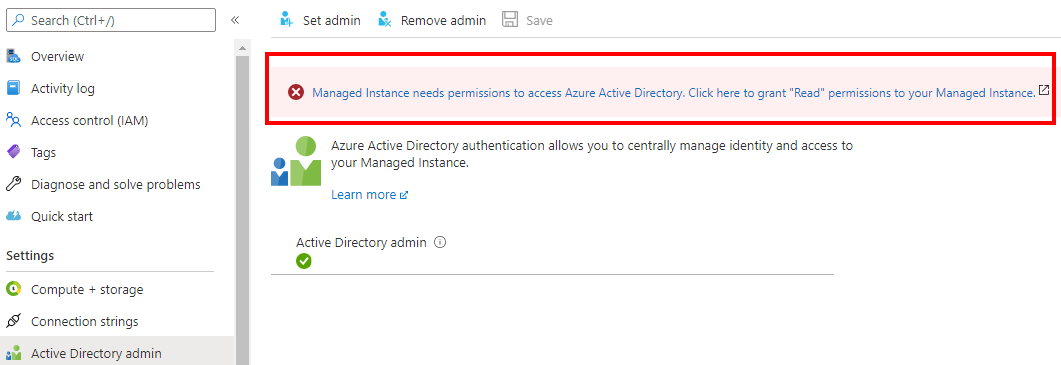 Search (Ctrl+/)
«
Set admin
Remove admin
Save
Overview
Activity log
Access control (IAM)
Tags
Diagnose and solve problems
Quick start
Settings
Compute + storage
Connection strings
Active Directory admin
Managed Instance needs permissions to access Azure Active Directory. Click here to grant "Read" permissions to your Managed Instance.
Azure Active Directory authentication allows you to centrally manage identity and access to
your Managed Instance.
Learn more
Active Directory admin